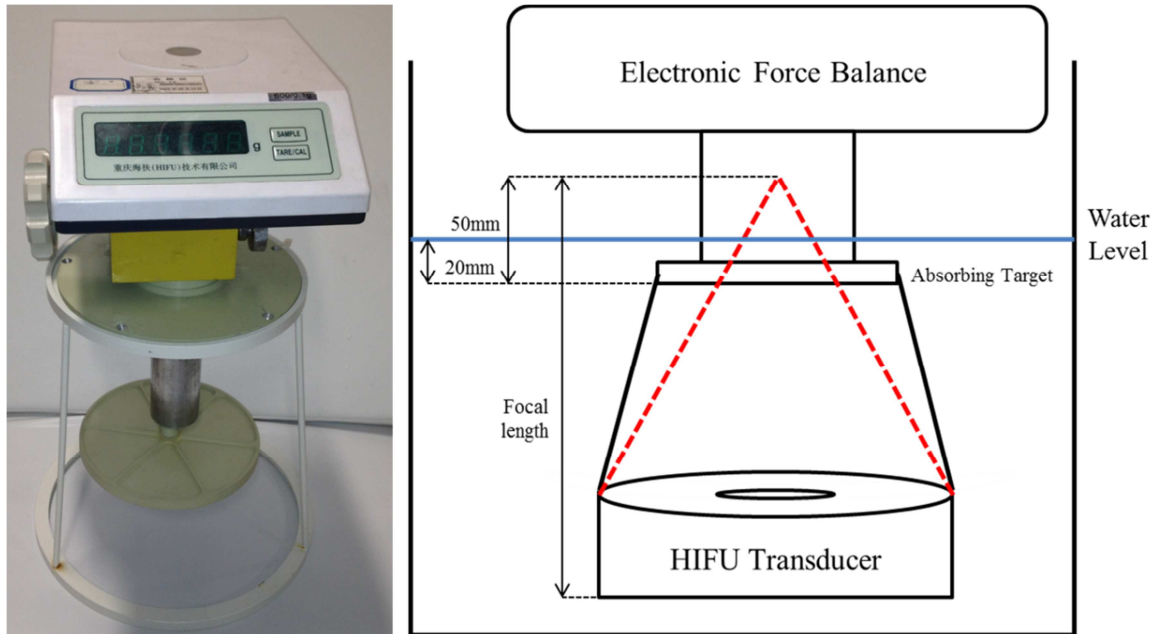 SAMPLE
TARE/CAL
g
重庆海扶(HIFU)技术有限公司
Electronic Force Balance
50mm
20mm
Water
Level
Absorbing Target
Focal
length
HIFU Transducer